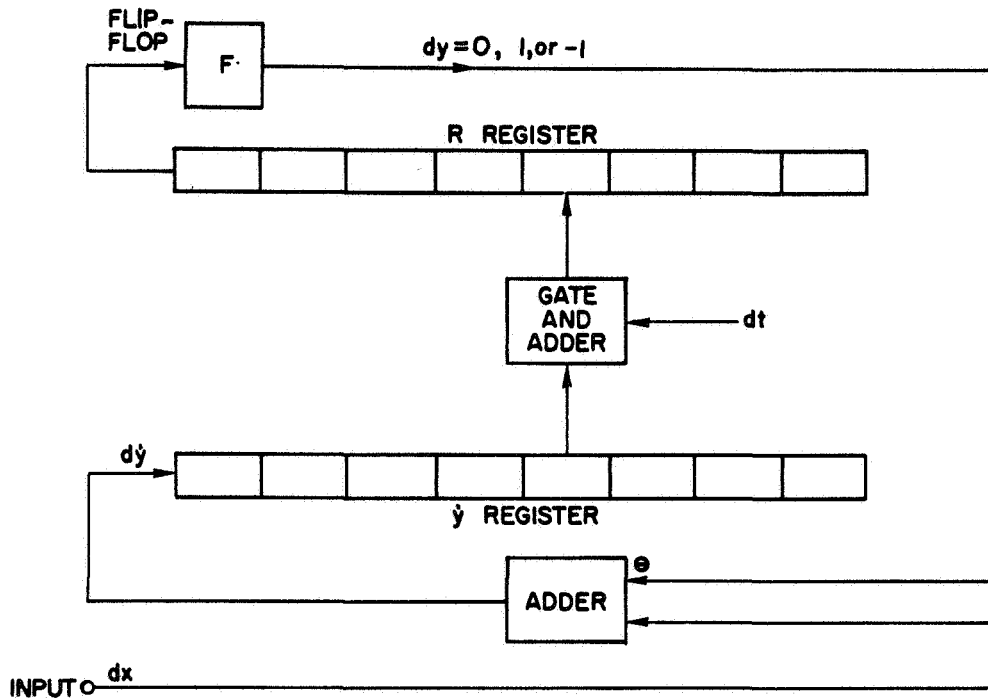 FLIP-
FLOP
F
dy=0, 1, or -1
R REGISTER
GATE
AND
ADDER
dt
dẏ
ẏ REGISTER
⊖
ADDER
INPUT
dx